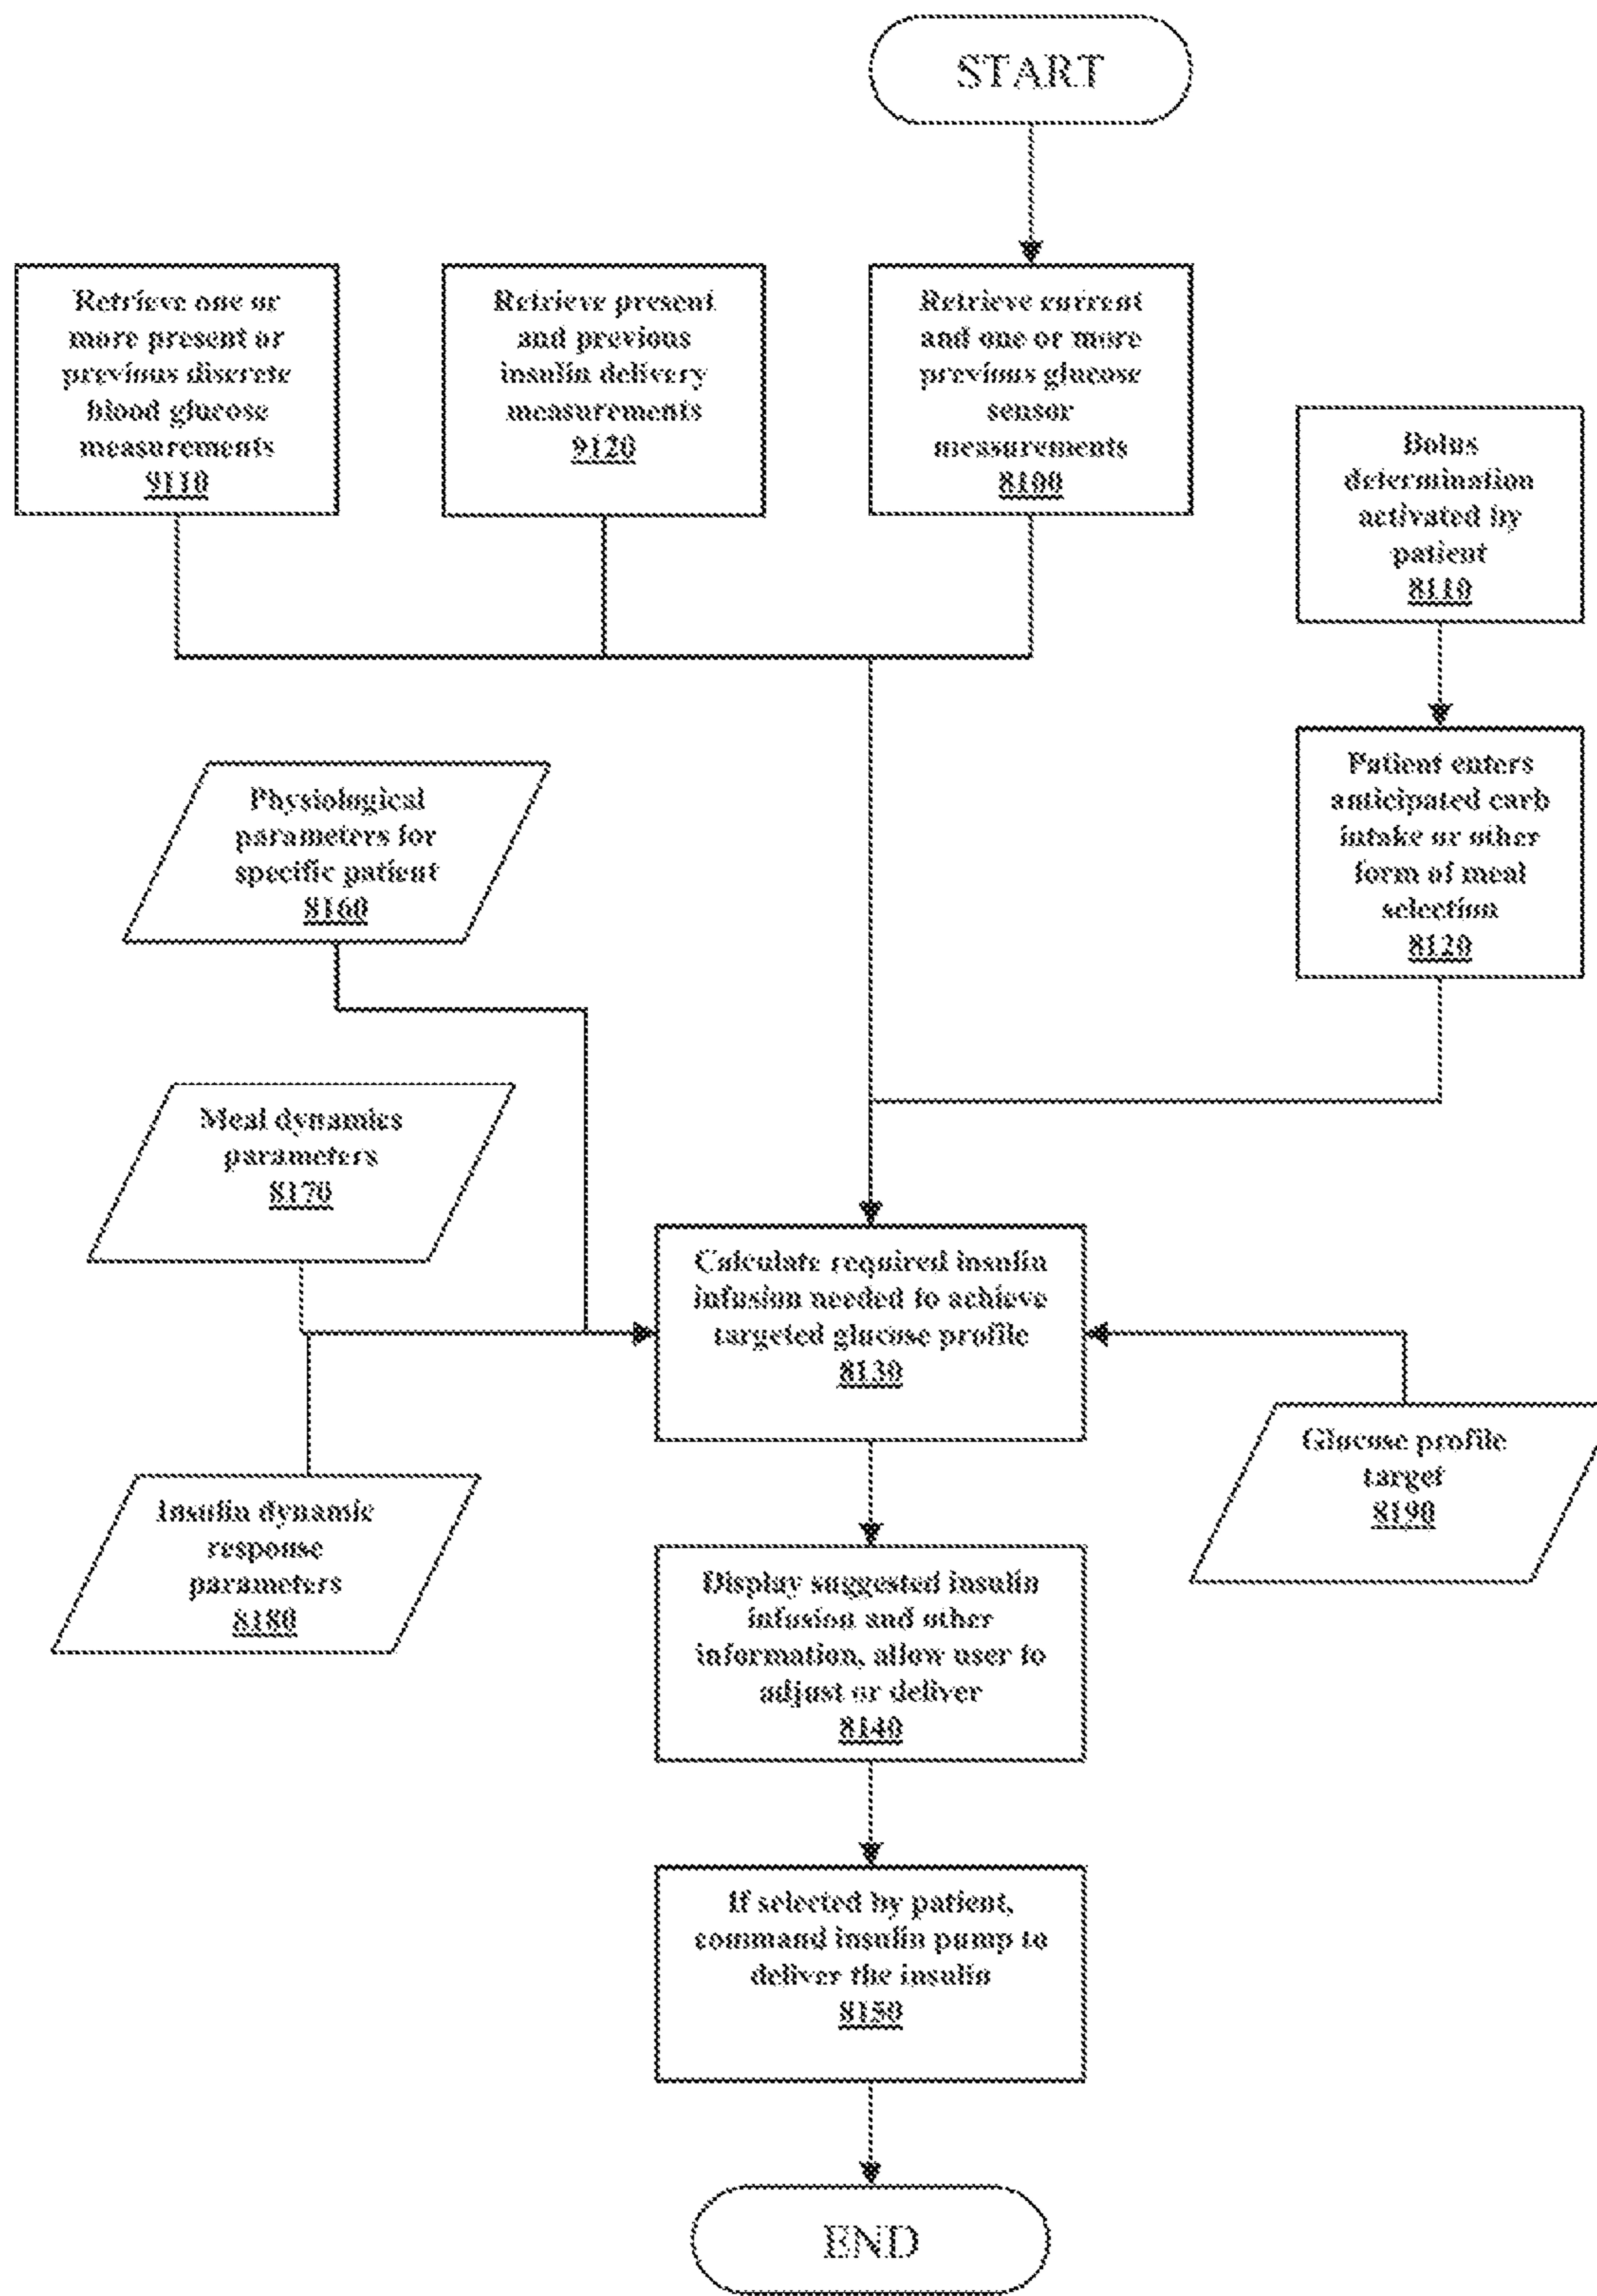 START
Retrieve one or
more present or
previous discrete
blood glucose
measurements
9110
Retrieve present
and previous
insulin delivery
measurements
9120
Retrieve current
and one or more
previous glucose
sensor
measurements
8100
Bolus
determination
activated by
patient
8110
Patient enters
anticipated carb
intake or other
form of meal
selection
8120
Physiological
parameters for
specific patient
8160
Meal dynamics
parameters
8170
Calculate required insulin
infusion needed to achieve
targeted glucose profile
8130
Glucose profile
target
8190
Insulin dynamic
response
parameters
8180
Display suggested insulin
infusion and other
information, allow user to
adjust or deliver
8140
If selected by patient,
command insulin pump to
deliver the insulin
8150
END